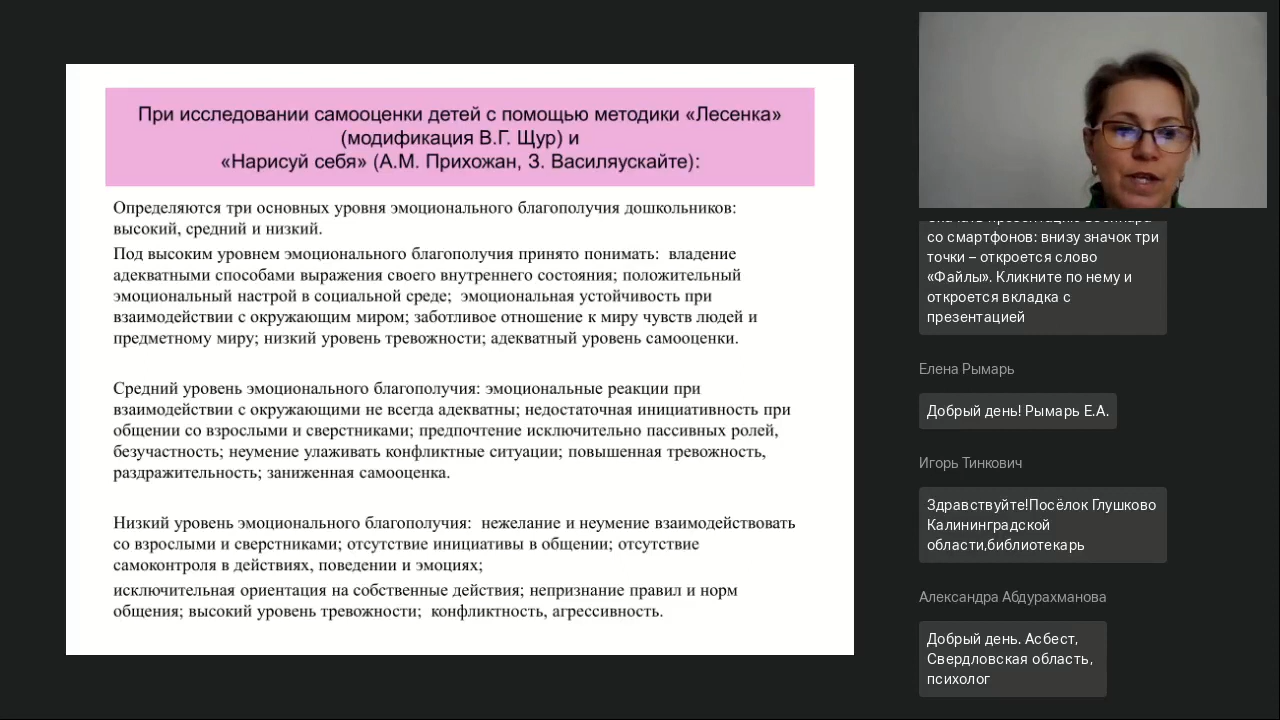 При исследовании самооценки детей с помощью методики «Лесенка»
(модификация В.Г. Щур) и
«Нарисуй себя» (А.М. Прихожан, З. Василяускайте):
Определяются три основных уровня эмоционального благополучия дошкольников:
высокий, средний и низкий.
Под высоким уровнем эмоционального благополучия принято понимать:  владение
адекватными способами выражения своего внутреннего состояния; положительный
эмоциональный настрой в социальной среде;  эмоциональная устойчивость при
взаимодействии с окружающим миром; заботливое отношение к миру чувств людей и
предметному миру; низкий уровень тревожности; адекватный уровень самооценки.
Средний уровень эмоционального благополучия: эмоциональные реакции при
взаимодействии с окружающими не всегда адекватны; недостаточная инициативность при
общении со взрослыми и сверстниками; предпочтение исключительно пассивных ролей,
безучастность; неумение улаживать конфликтные ситуации; повышенная тревожность,
раздражительность; заниженная самооценка.
Низкий уровень эмоционального благополучия:  нежелание и неумение взаимодействовать
со взрослыми и сверстниками; отсутствие инициативы в общении; отсутствие
самоконтроля в действиях, поведении и эмоциях;
исключительная ориентация на собственные действия; непризнание правил и норм
общения; высокий уровень тревожности;  конфликтность, агрессивность.
скачать презентацию вебинара
со смартфонов: внизу значок три
точки – откроется слово
«Файлы». Кликните по нему и
откроется вкладка с
презентацией
Елена Рымарь
Добрый день! Рымарь Е.А.
Игорь Тинкович
Здравствуйте!Посёлок Глушково
Калининградской
области,библиотекарь
Александра Абдурахманова
Добрый день. Асбест,
Свердловская область,
психолог